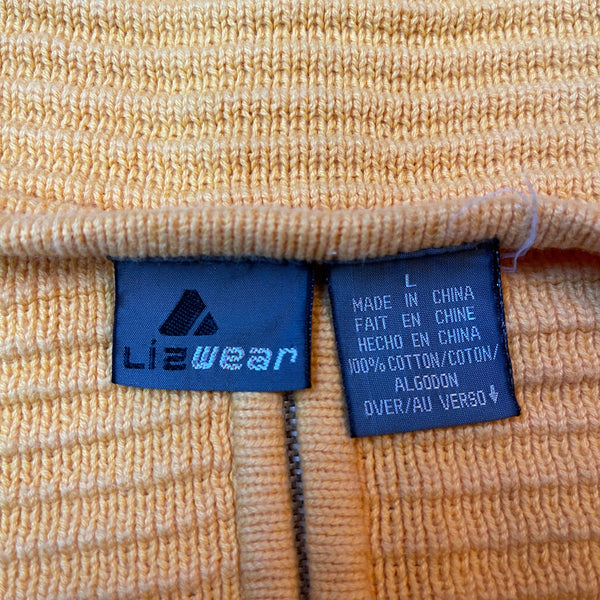 Lizwear
L
MADE IN CHINA
FAIT EN CHINE
HECHO EN CHINA
100% COTTON/COTON/
ALGODON
OVER/AU VERSO↓